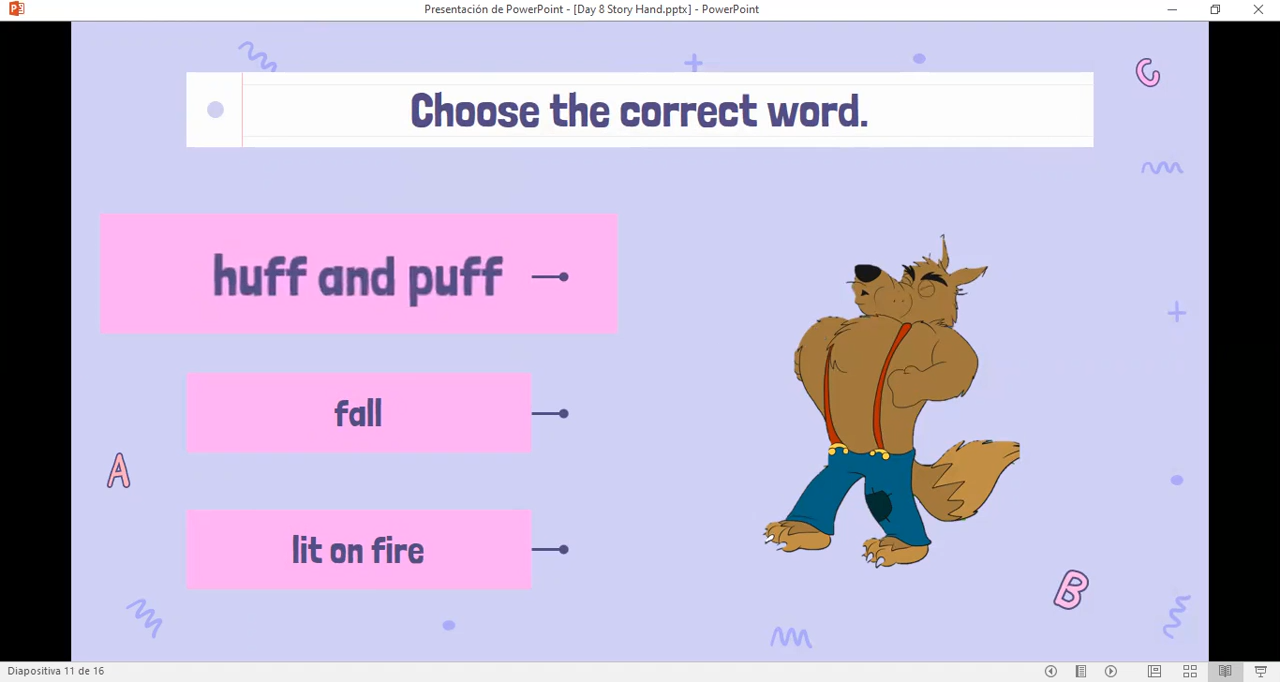 Presentación de PowerPoint - [Day 8 Story Hand.pptx] - PowerPoint
C
Choose the correct word.
huff and puff
fall
A
lit on fire
B
Diapositiva 11 de 16